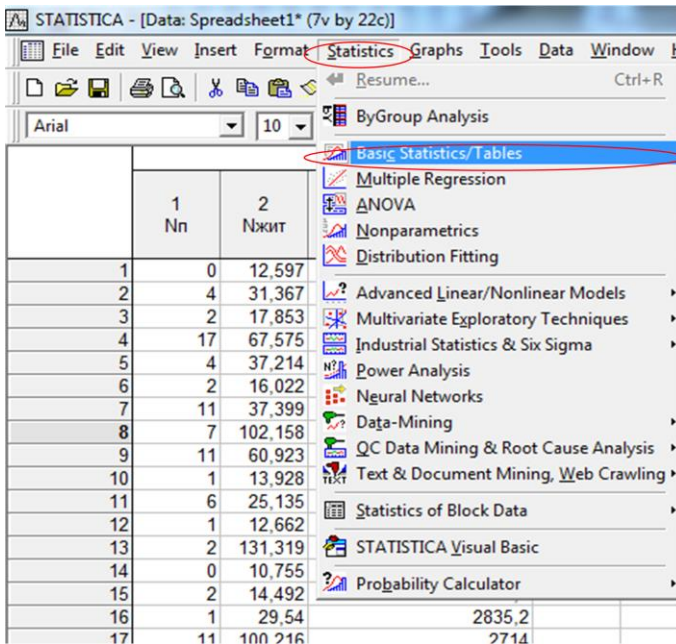 STATISTICA - [Data: Spreadsheet1* (7v by 22c)]
File Edit View Insert Format Statistics Graphs Tools Data Window
Arial 10
Resume... Ctrl+R
ByGroup Analysis
Basic Statistics/Tables
Multiple Regression
ANOVA
Nonparametrics
Distribution Fitting
Advanced Linear/Nonlinear Models
Multivariate Exploratory Techniques
Industrial Statistics & Six Sigma
Power Analysis
Neural Networks
Data-Mining
QC Data Mining & Root Cause Analysis
Text & Document Mining, Web Crawling
Statistics of Block Data
STATISTICA Visual Basic
Probability Calculator
1 2
Nп Nжит
1 0 12,597
2 4 31,367
3 2 17,853
4 17 67,575
5 4 37,214
6 2 16,022
7 11 37,399
8 7 102,158
9 11 60,923
10 1 13,928
11 6 25,135
12 1 12,662
13 2 131,319
14 0 10,755
15 2 14,492
16 1 29,54 2835,2
17 11 100,216 2714